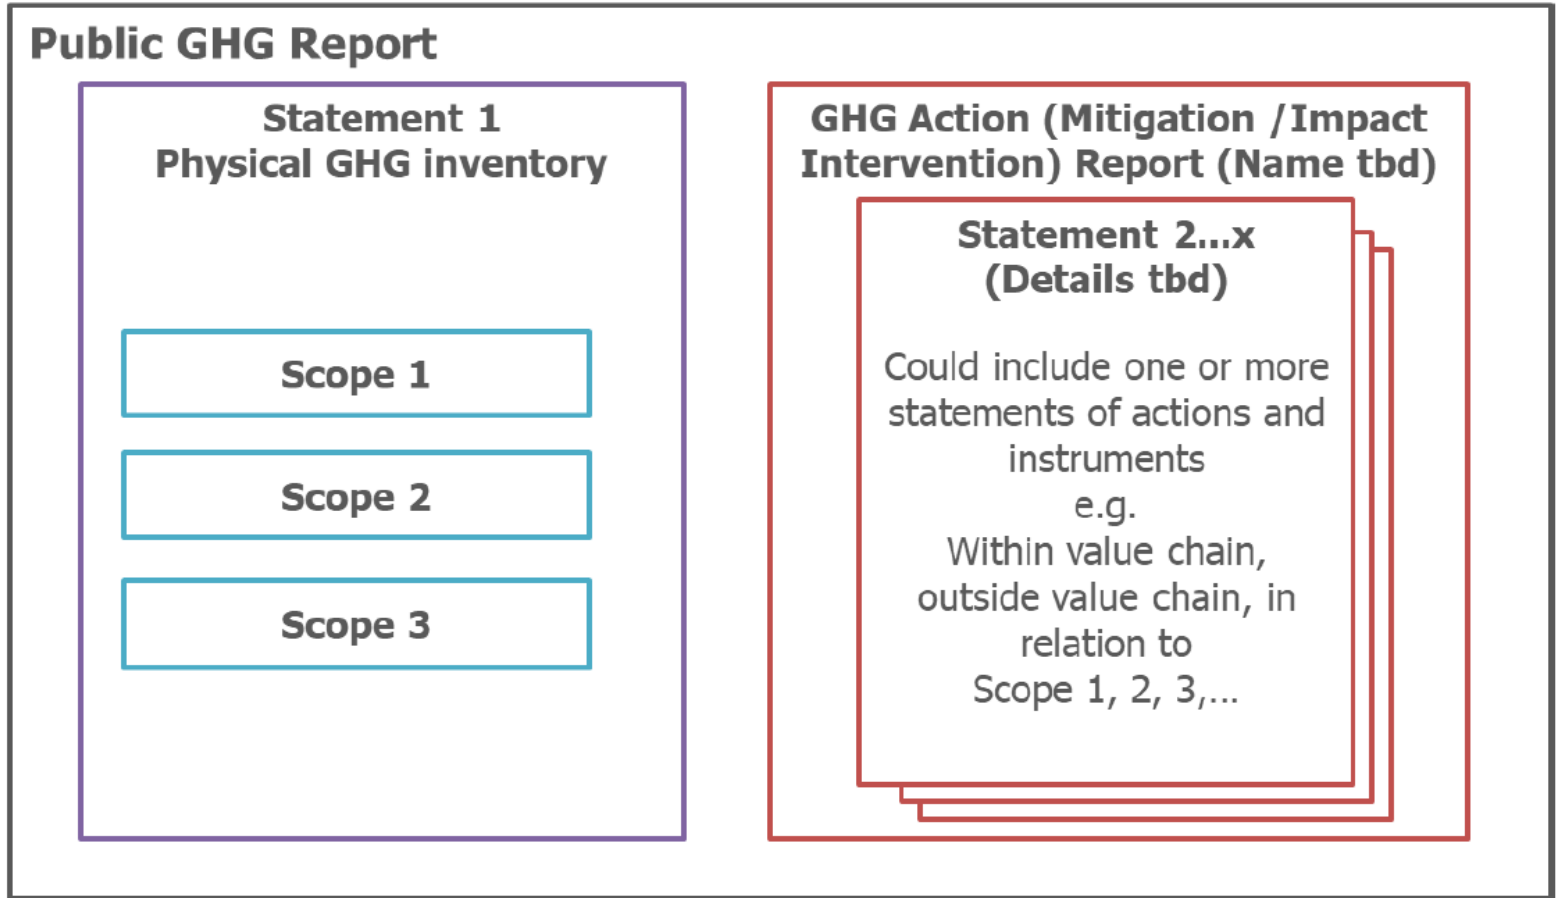 Public GHG Report
Statement 1
Physical GHG inventory
Scope 1
Scope 2
Scope 3
GHG Action (Mitigation /Impact
Intervention) Report (Name tbd)
Statement 2...x
(Details tbd)
Could include one or more
statements of actions and
instruments
e.g.
Within value chain,
outside value chain, in
relation to
Scope 1, 2, 3,...